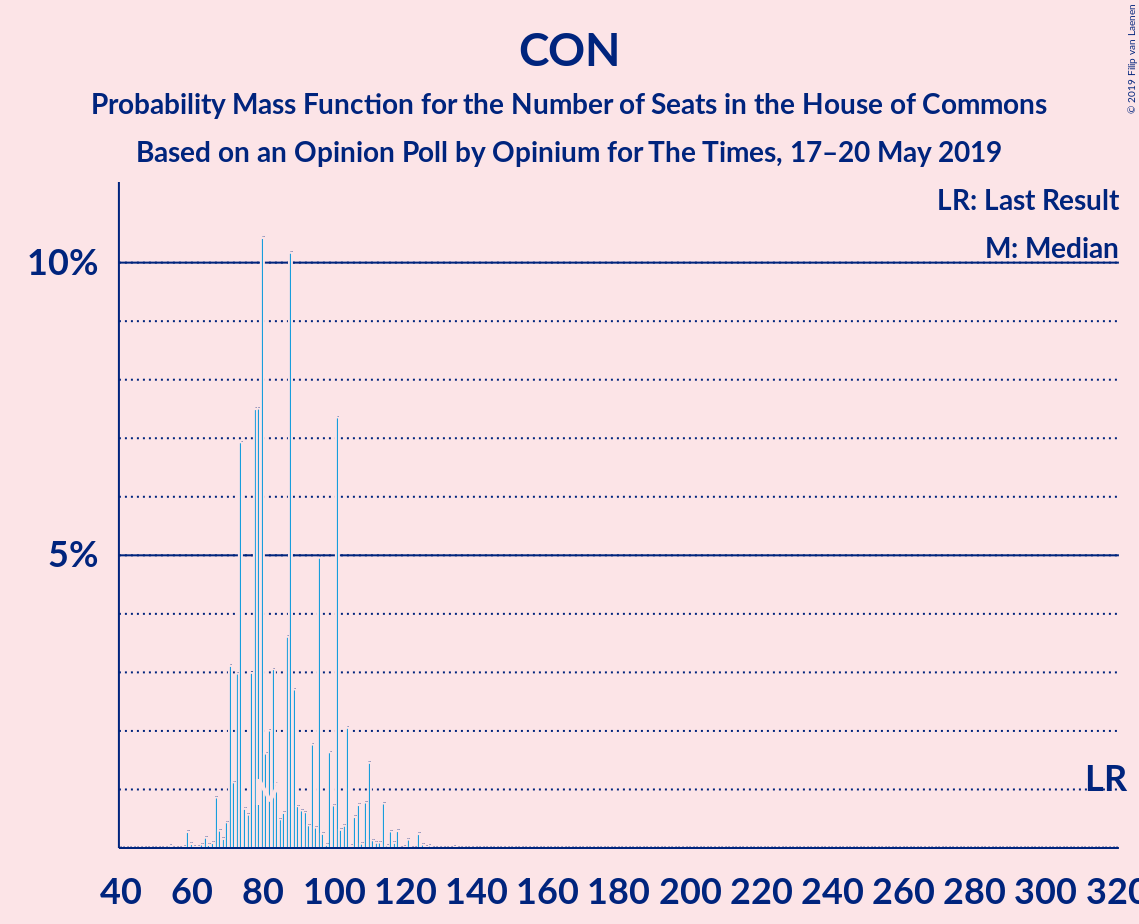 CON
Probability Mass Function for the Number of Seats in the House of Commons
Based on an Opinion Poll by Opinium for The Times, 17–20 May 2019
© 2019 Filip van Laenen
LR: Last Result
M: Median
10%
5%
LR
40 60 80 100 120 140 160 180 200 220 240 260 280 300 320